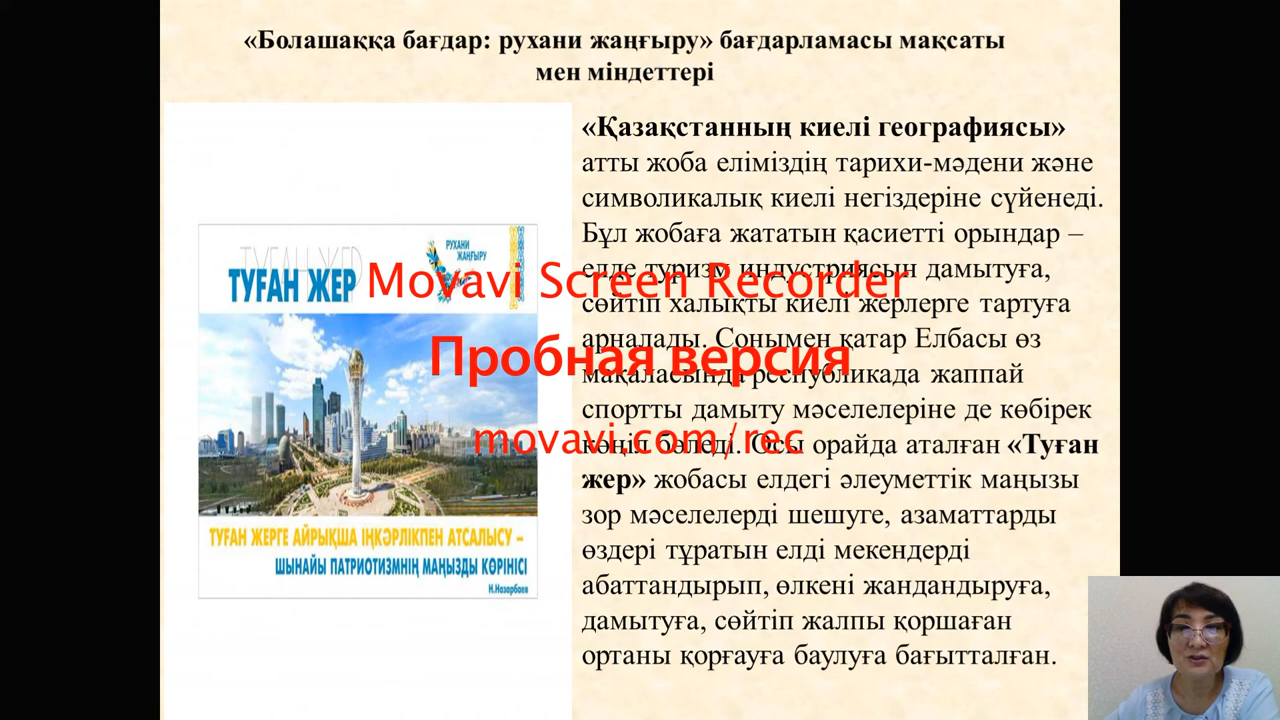 «Болашаққа бағдар: рухани жаңғыру» бағдарламасы мақсаты
мен міндеттері
ТУҒАН ЖЕР
ТУҒАН ЖЕР
РУХАНИ
ЖАҢҒЫРУ
ТУҒАН ЖЕРГЕ АЙРЫҚША ІҢКӘРЛІКПЕН АТСАЛЫСУ –
ШЫНАЙЫ ПАТРИОТИЗМНІҢ МАҢЫЗДЫ КӨРІНІСІ
Н.Назарбаев
«Қазақстанның киелі географиясы»
атты жоба еліміздің тарихи-мәдени және
символикалық киелі негіздеріне сүйенеді.
Бұл жобаға жататын қасиетті орындар –
елде туризм индустриясын дамытуға,
сөйтіп халықты киелі жерлерге тартуға
арналады. Сонымен қатар Елбасы өз
мақаласында республикада жаппай
спортты дамыту мәселелеріне де көбірек
көңіл бөледі. Осы орайда аталған «Туған
жер» жобасы елдегі әлеуметтік маңызы
зор мәселелерді шешуге, азаматтарды
өздері тұратын елді мекендерді
абаттандырып, өлкені жандандыруға,
дамытуға, сөйтіп жалпы қоршаған
ортаны қорғауға баулуға бағытталған.
Movavi Screen Recorder
Пробная версия
movavi.com/rec